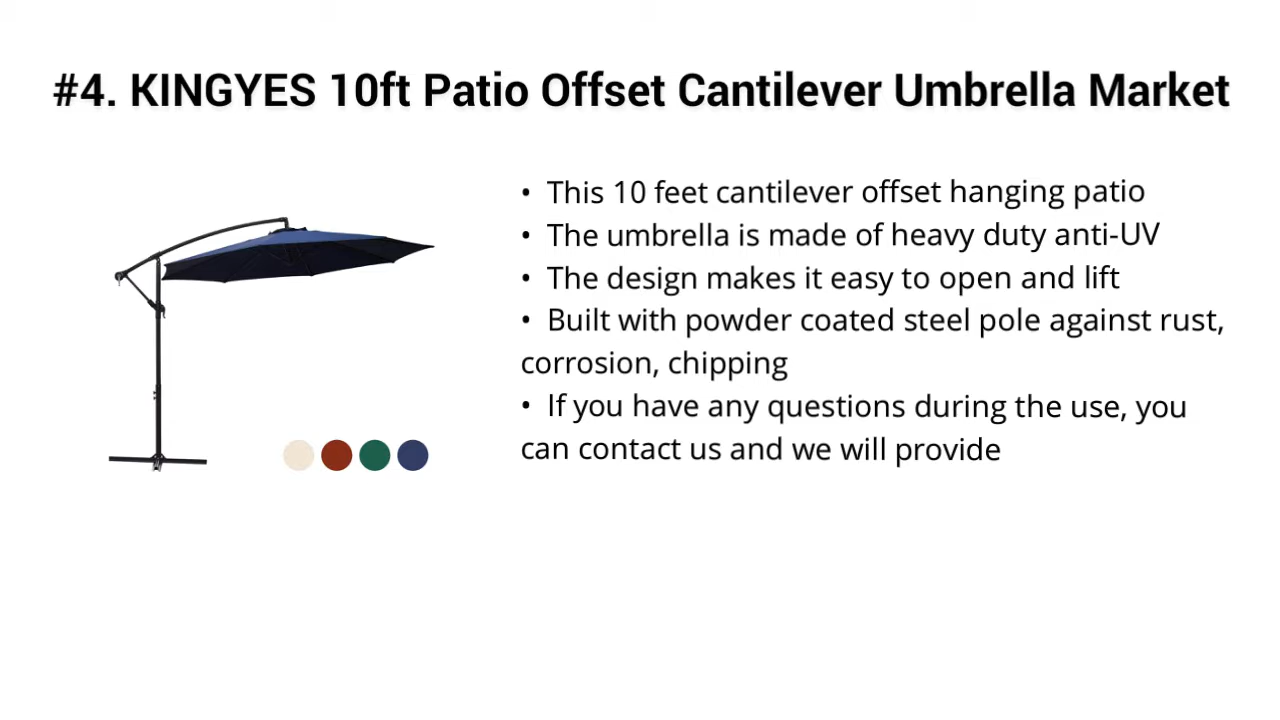 #4. KINGYES 10ft Patio Offset Cantilever Umbrella Market
• This 10 feet cantilever offset hanging patio
• The umbrella is made of heavy duty anti-UV
• The design makes it easy to open and lift
• Built with powder coated steel pole against rust,
corrosion, chipping
• If you have any questions during the use, you
can contact us and we will provide